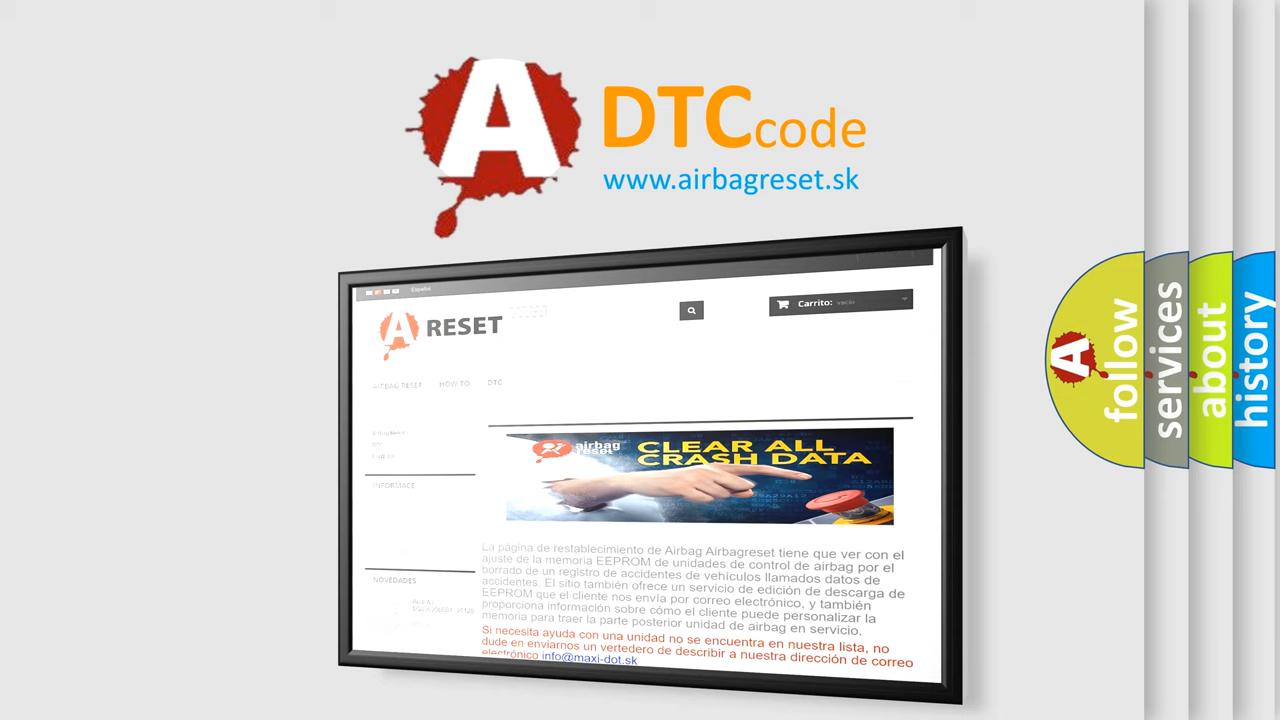 A
DTCcode
www.airbagreset.sk
Español
A RESET
Carrito: vacío
AIRBAG RESET HOW TO DTC
INFORMACE
NOVEDADES
airbag
reset
CLEAR ALL
CRASH DATA
La página de restablecimiento de Airbag Airbagreset tiene que ver con el
ajuste de la memoria EEPROM de unidades de control de airbag por el
borrado de un registro de accidentes de vehículos llamados datos de
accidentes. El sitio también ofrece un servicio de edición de descarga de
EEPROM que el cliente nos envía por correo electrónico, y también
proporciona información sobre cómo el cliente puede personalizar la
memoria para traer la parte posterior unidad de airbag en servicio.
Si necesita ayuda con una unidad no se encuentra en nuestra lista, no
dude en enviarnos un vertedero de describir a nuestra dirección de correo
electrónico info@maxi-dot.sk
A
follow
services
about
history